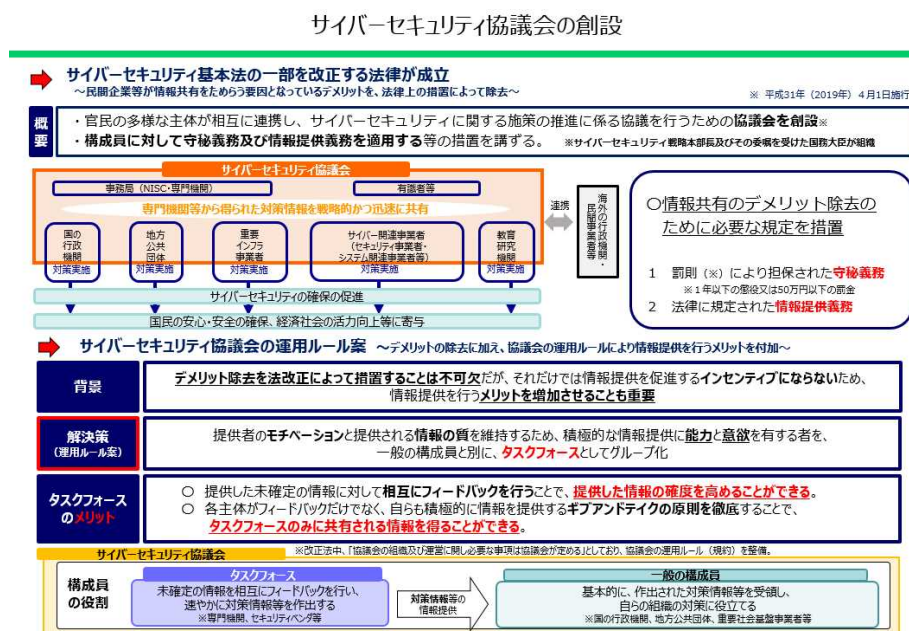 サイバーセキュリティ協議会の創設
サイバーセキュリティ基本法の一部を改正する法律が成立
～民間企業等が情報共有をためらう要因となっているデメリットを、法律上の措置によって除去～
※ 平成31年（2019年）４月１日施行
概要
・官民の多様な主体が相互に連携し、サイバーセキュリティに関する施策の推進に係る協議を行うための協議会を創設※
・構成員に対して守秘義務及び情報提供義務を適用する等の措置を講ずる。 ※サイバーセキュリティ戦略本部長及びその委嘱を受けた国務大臣が組織
サイバーセキュリティ協議会
事務局（NISC・専門機関）
有識者等
専門機関等から得られた対策情報を戦略的かつ迅速に共有
国の
行政
機関
対策実施
地方
公共
団体
対策実施
重要
インフラ
事業者
対策実施
サイバー関連事業者
（セキュリティ事業者・
システム関連事業者等）
対策実施
教育
研究
機関
対策実施
連携
海外の行政機関・
民間事業者等
サイバーセキュリティの確保の促進
国民の安心・安全の確保、経済社会の活力向上等に寄与
〇情報共有のデメリット除去の
ために必要な規定を措置
１ 罰則（※）により担保された守秘義務
※１年以下の懲役又は50万円以下の罰金
２ 法律に規定された情報提供義務
サイバーセキュリティ協議会の運用ルール案 ～デメリットの除去に加え、協議会の運用ルールにより情報提供を行うメリットを付加～
背景
デメリット除去を法改正によって措置することは不可欠だが、それだけでは情報提供を促進するインセンティブにならないため、
情報提供を行うメリットを増加させることも重要
解決策
（運用ルール案）
提供者のモチベーションと提供される情報の質を維持するため、積極的な情報提供に能力と意欲を有する者を、
一般の構成員と別に、タスクフォースとしてグループ化
タスクフォース
のメリット
〇 提供した未確定の情報に対して相互にフィードバックを行うことで、提供した情報の確度を高めることができる。
〇 各主体がフィードバックだけでなく、自らも積極的に情報を提供するギブアンドテイクの原則を徹底することで、
タスクフォースのみに共有される情報を得ることができる。
サイバーセキュリティ協議会
※改正法中、「協議会の組織及び運営に関し必要な事項は協議会が定める」としており、協議会の運用ルール（規約）を整備。
構成員
の役割
タスクフォース
未確定の情報を相互にフィードバックを行い、
速やかに対策情報等を作出する
※専門機関、セキュリティベンダ等
対策情報等の
情報提供
一般の構成員
基本的に、作出された対策情報等を受領し、
自らの組織の対策に役立てる
※国の行政機関、地方公共団体、重要社会基盤事業者等